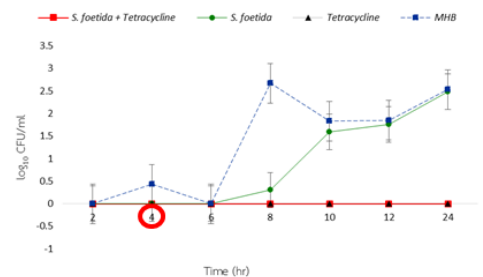 S. foetida + Tetracycline S. foetida Tetracycline MHB
3.5
3
2.5
2
1.5
1
0.5
0
-0.5
-1
log10 CFU/ml
2 4 6 8 10 12 24
Time (hr)